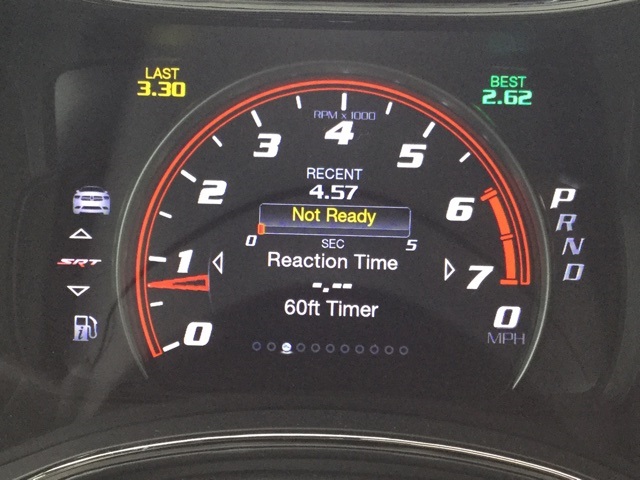 LAST
3.30
BEST
2.62
RPM x 1000
0
1
2
3
4
5
6
7
RECENT
4.57
Not Ready
0 SEC 5
Reaction Time
-.--
60ft Timer
SRT
i
P
R
N
D
0
MPH